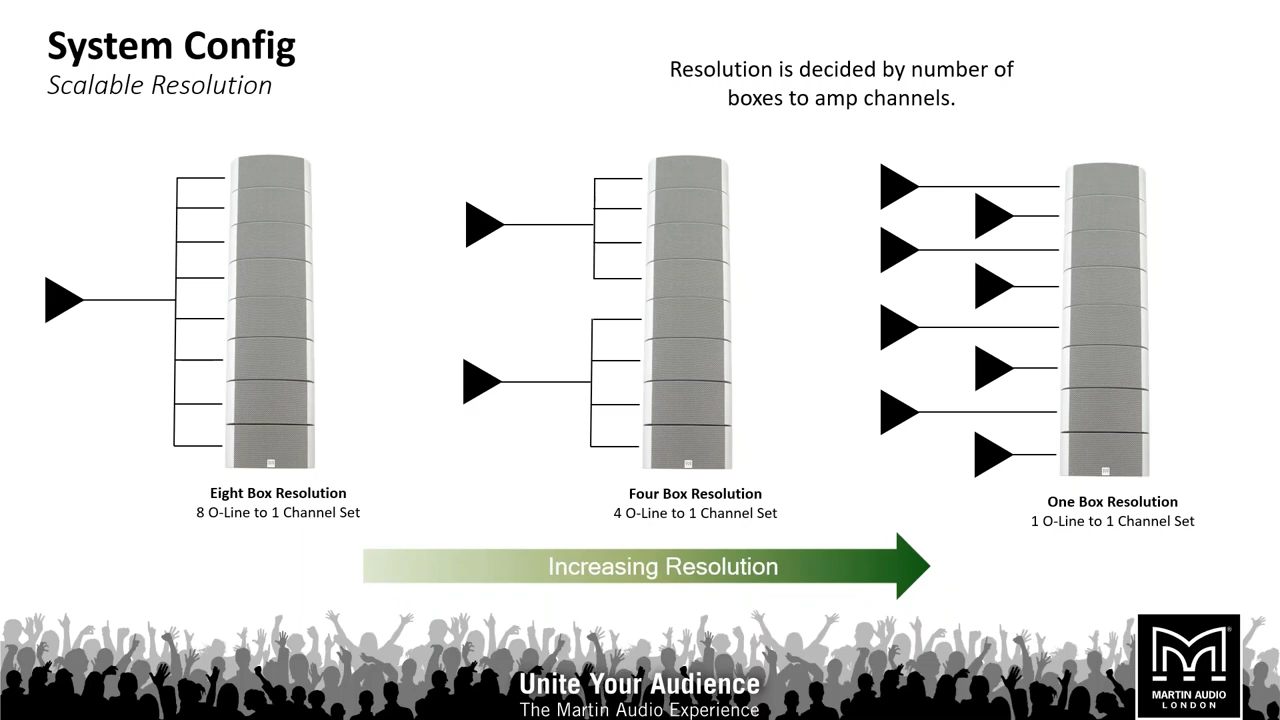 System Config
Scalable Resolution
Resolution is decided by number of
boxes to amp channels.
Eight Box Resolution
8 O-Line to 1 Channel Set
Four Box Resolution
4 O-Line to 1 Channel Set
One Box Resolution
1 O-Line to 1 Channel Set
Increasing Resolution
Unite Your Audience
The Martin Audio Experience
®
MARTIN AUDIO
LONDON